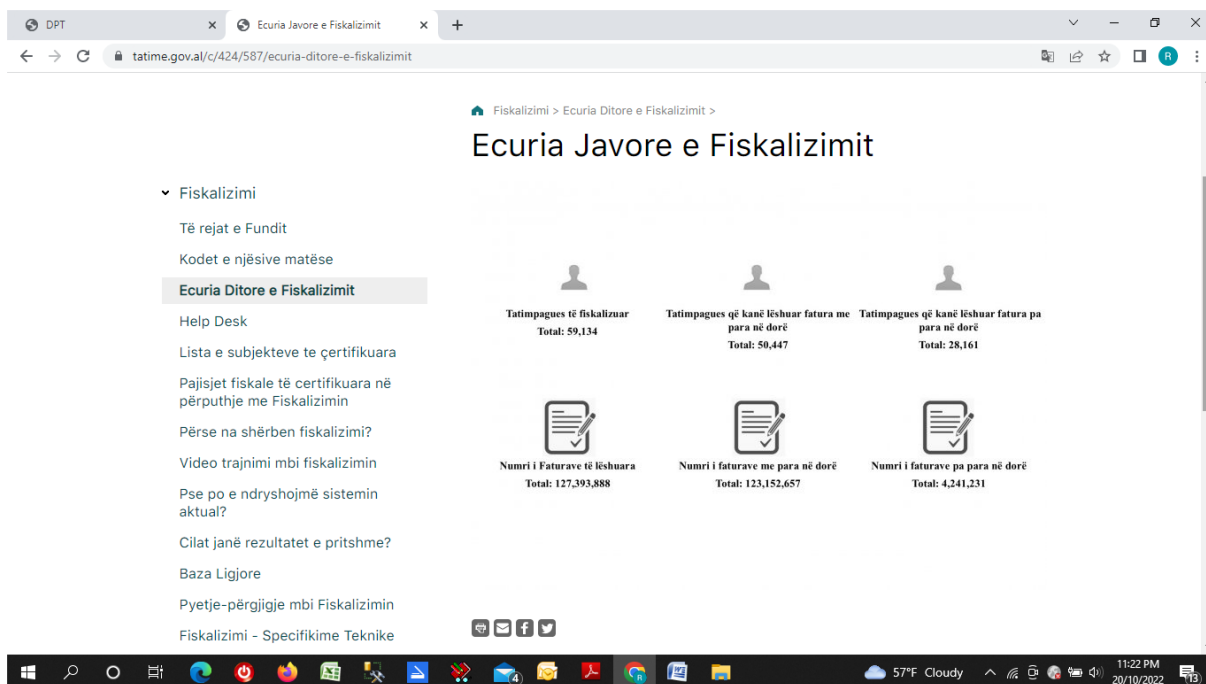 DPT
Ecuria Javore e Fiskalizimit
tatime.gov.al/c/424/587/ecuria-ditore-e-fiskalizimit
R
Fiskalizimi > Ecuria Ditore e Fiskalizimit >
Ecuria Javore e Fiskalizimit
Fiskalizimi
Të rejat e Fundit
Kodet e njësive matëse
Ecuria Ditore e Fiskalizimit
Help Desk
Lista e subjekteve te çertifikuara
Pajisjet fiskale të certifikuara në
përputhje me Fiskalizimin
Përse na shërben fiskalizimi?
Video trajnimi mbi fiskalizimin
Pse po e ndryshojmë sistemin
aktual?
Cilat janë rezultatet e pritshme?
Baza Ligjore
Pyetje-përgjigje mbi Fiskalizimin
Fiskalizimi - Specifikime Teknike
Tatimpagues të fiskalizuar
Total: 59,134
Tatimpagues që kanë lëshuar fatura me
para në dorë
Total: 50,447
Tatimpagues që kanë lëshuar fatura pa
para në dorë
Total: 28,161
Numri i Faturave të lëshuara
Total: 127,393,888
Numri i faturave me para në dorë
Total: 123,152,657
Numri i faturave pa para në dorë
Total: 4,241,231
4
57°F Cloudy
11:22 PM
20/10/2022
13